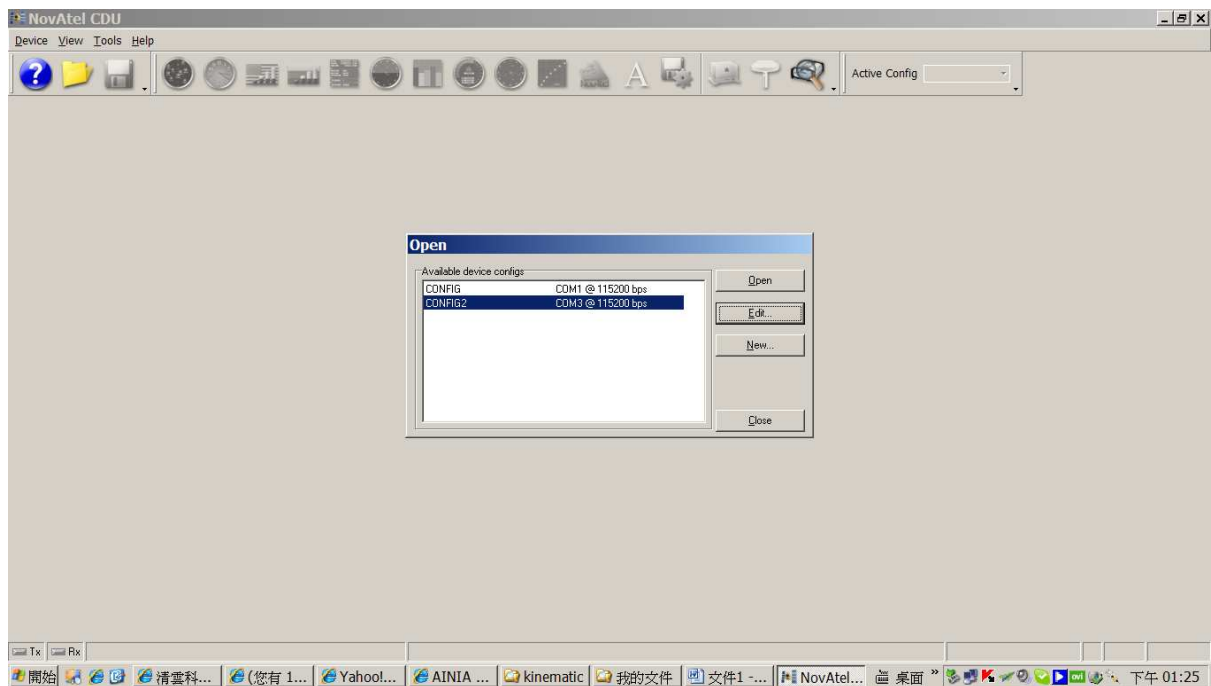 NovAtel CDU
Device View Tools Help
Active Config
Open
Available device configs
CONFIG COM1 @ 115200 bps
CONFIG2 COM3 @ 115200 bps
Open
Edit...
New...
Close
Tx Rx
開始 清雲科... (您有 1... Yahoo!... AINIA ... kinematic 我的文件 文件1 -... NovAtel... 桌面 » 下午 01:25